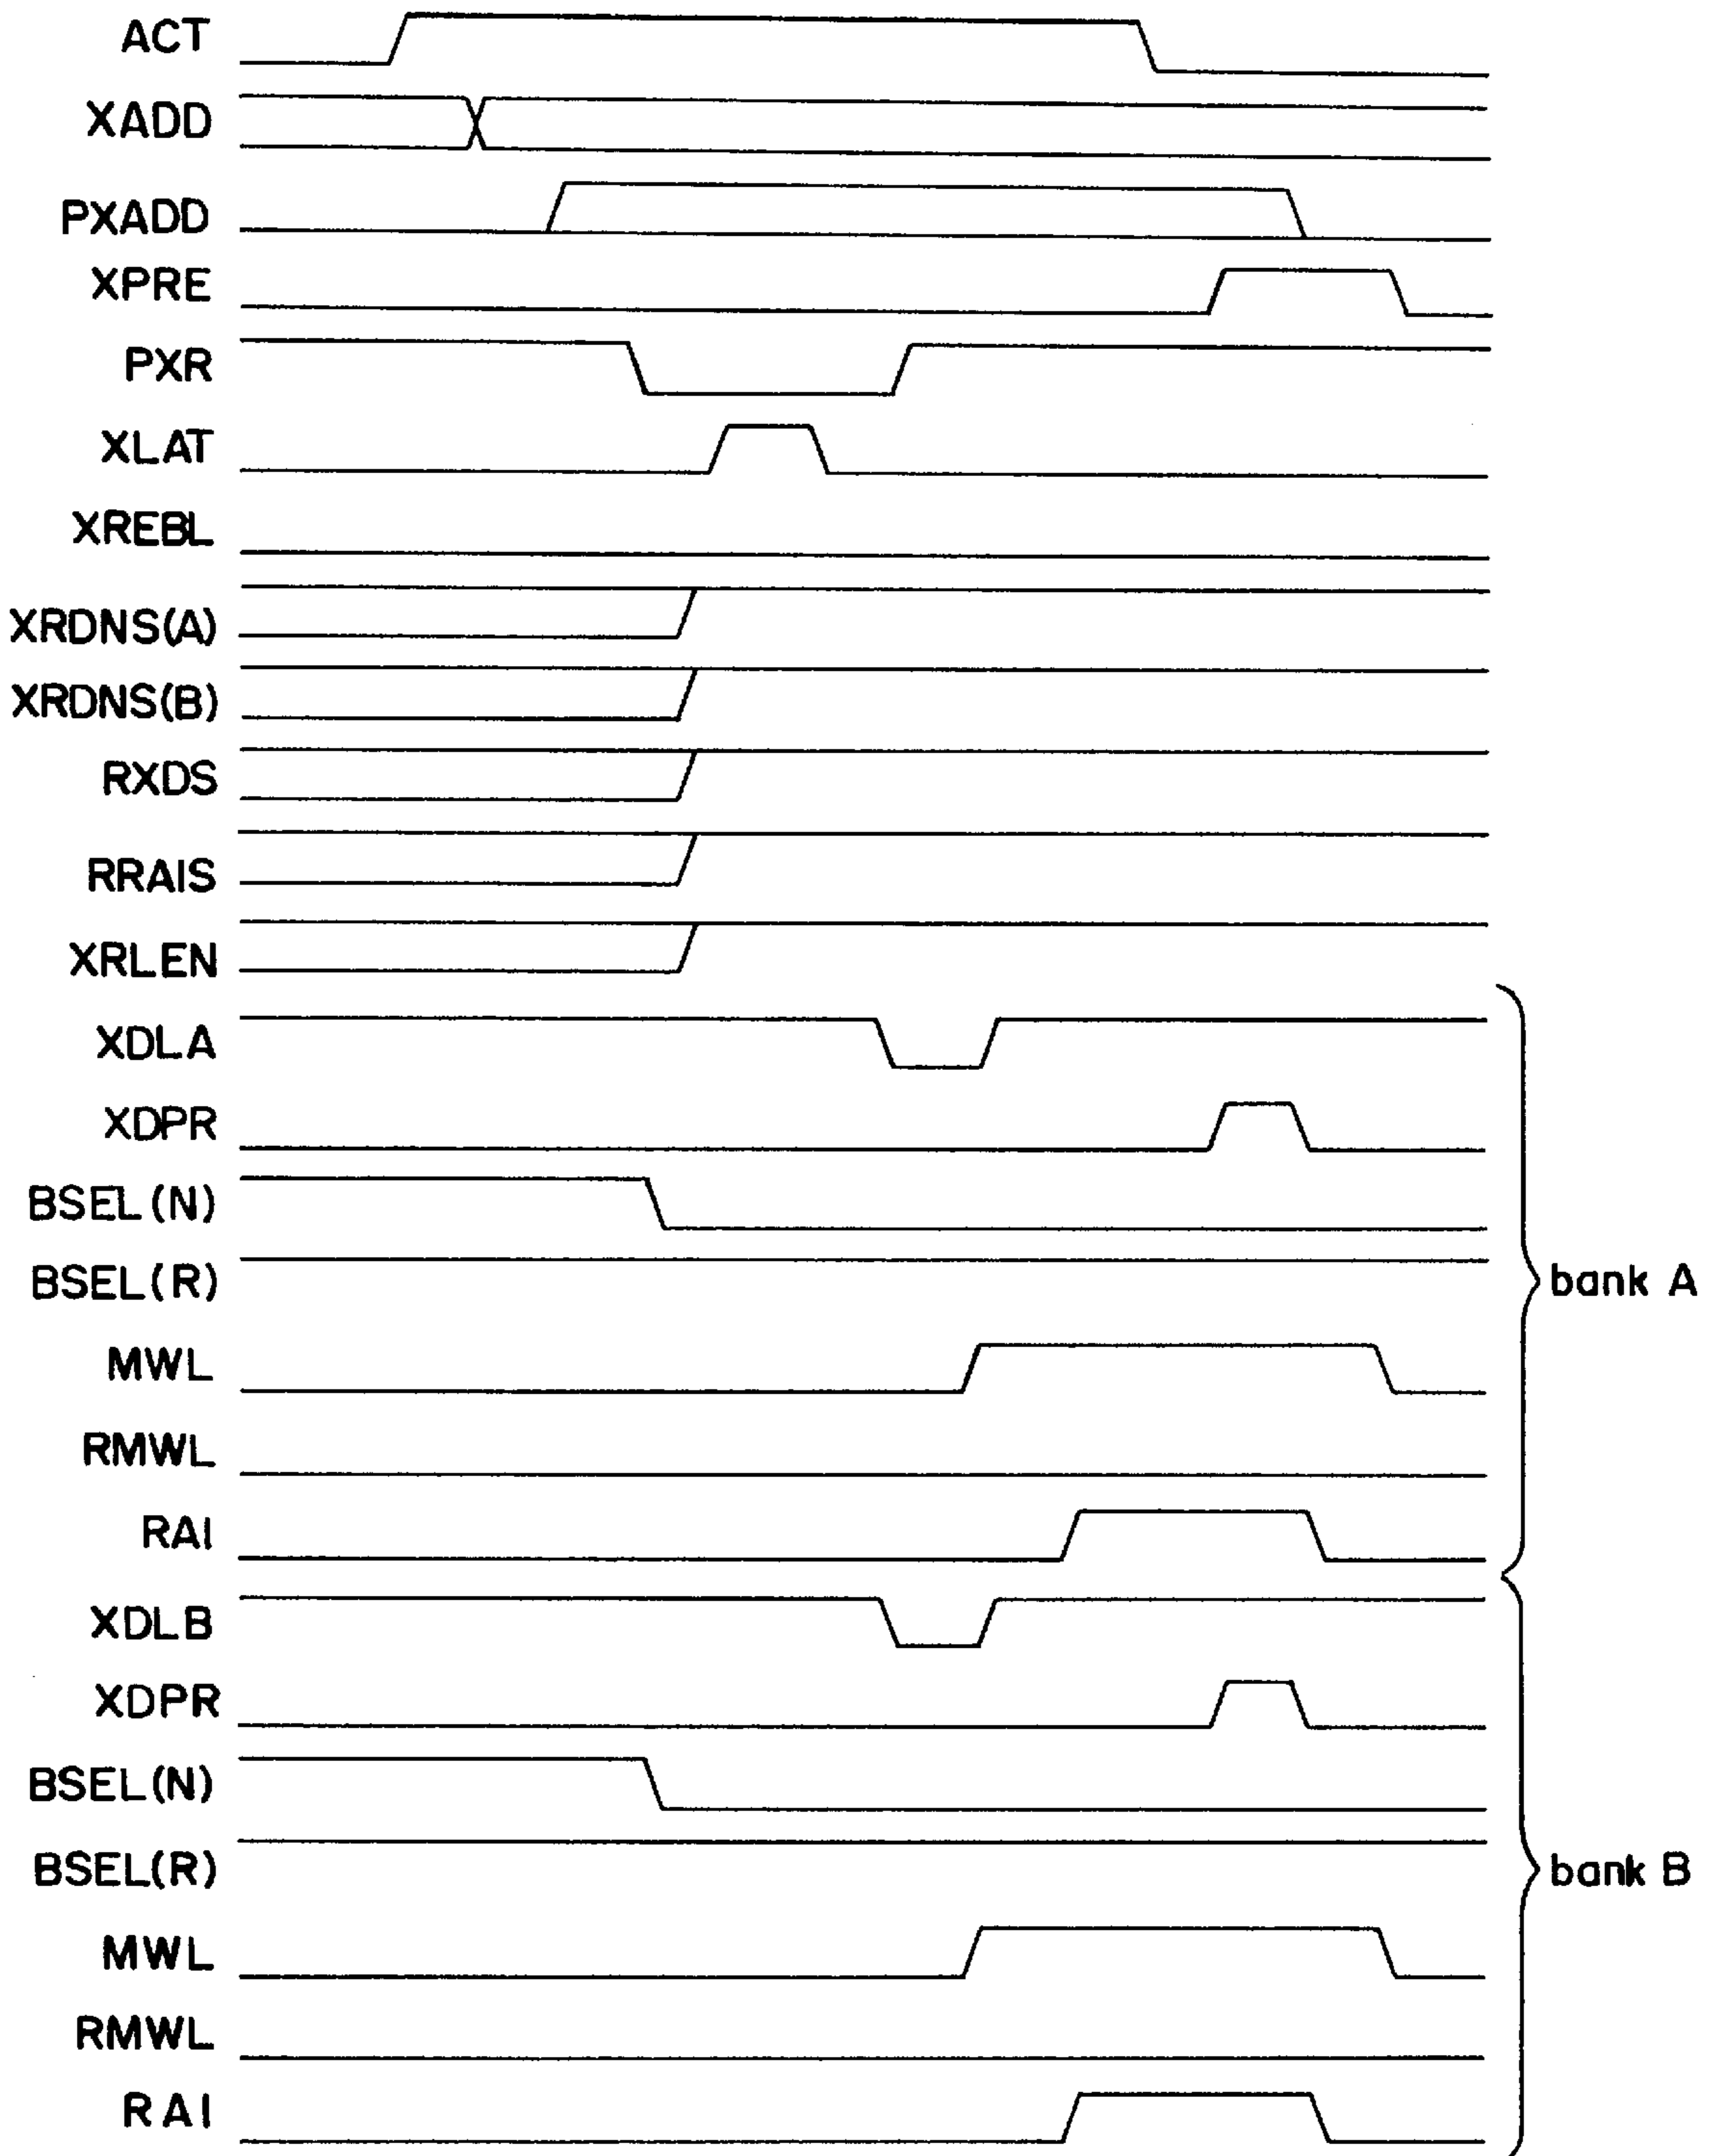 ACT
XADD
PXADD
XPRE
PXR
XLAT
XREBL
XRDNS(A)
XRDNS(B)
RXDS
RRAIS
XRLEN
XDLA
XDPR
BSEL(N)
BSEL(R)
bank A
MWL
RMWL
RAI
XDLB
XDPR
BSEL(N)
BSEL(R)
bank B
MWL
RMWL
RAI